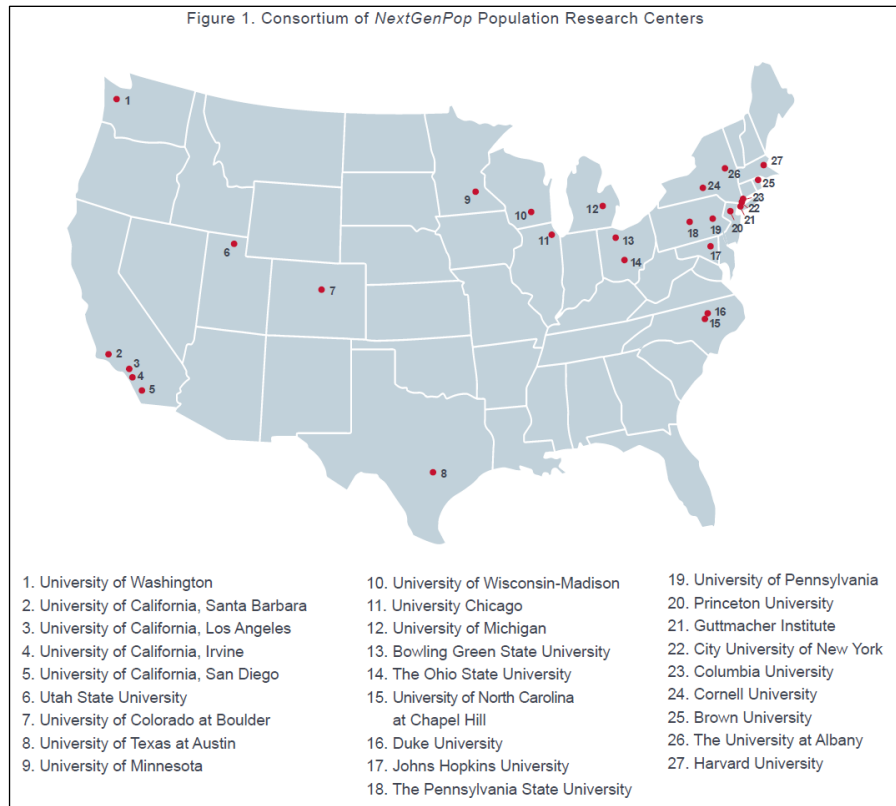 Figure 1. Consortium of NextGenPop Population Research Centers
1
2
3
4
5
6
7
8
9
10
11
12
13
14
15
16
17
18
19
20
21
22
23
24
25
26
27
1. University of Washington
2. University of California, Santa Barbara
3. University of California, Los Angeles
4. University of California, Irvine
5. University of California, San Diego
6. Utah State University
7. University of Colorado at Boulder
8. University of Texas at Austin
9. University of Minnesota
10. University of Wisconsin-Madison
11. University Chicago
12. University of Michigan
13. Bowling Green State University
14. The Ohio State University
15. University of North Carolina
at Chapel Hill
16. Duke University
17. Johns Hopkins University
18. The Pennsylvania State University
19. University of Pennsylvania
20. Princeton University
21. Guttmacher Institute
22. City University of New York
23. Columbia University
24. Cornell University
25. Brown University
26. The University at Albany
27. Harvard University